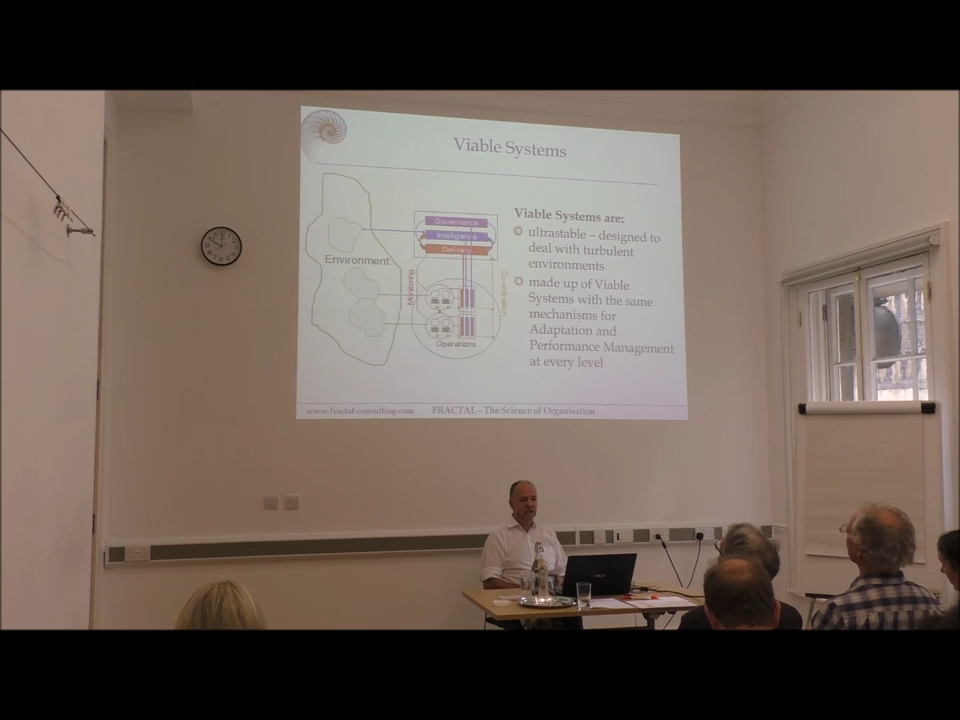 Viable Systems
Governance
Intelligence
Delivery
Environment
Monitoring
Co-ordination
Operations
Viable Systems are:
ultrastable – designed to
deal with turbulent
environments
made up of Viable
Systems with the same
mechanisms for
Adaptation and
Performance Management
at every level
www.fractal-consulting.com FRACTAL – The Science of Organisation